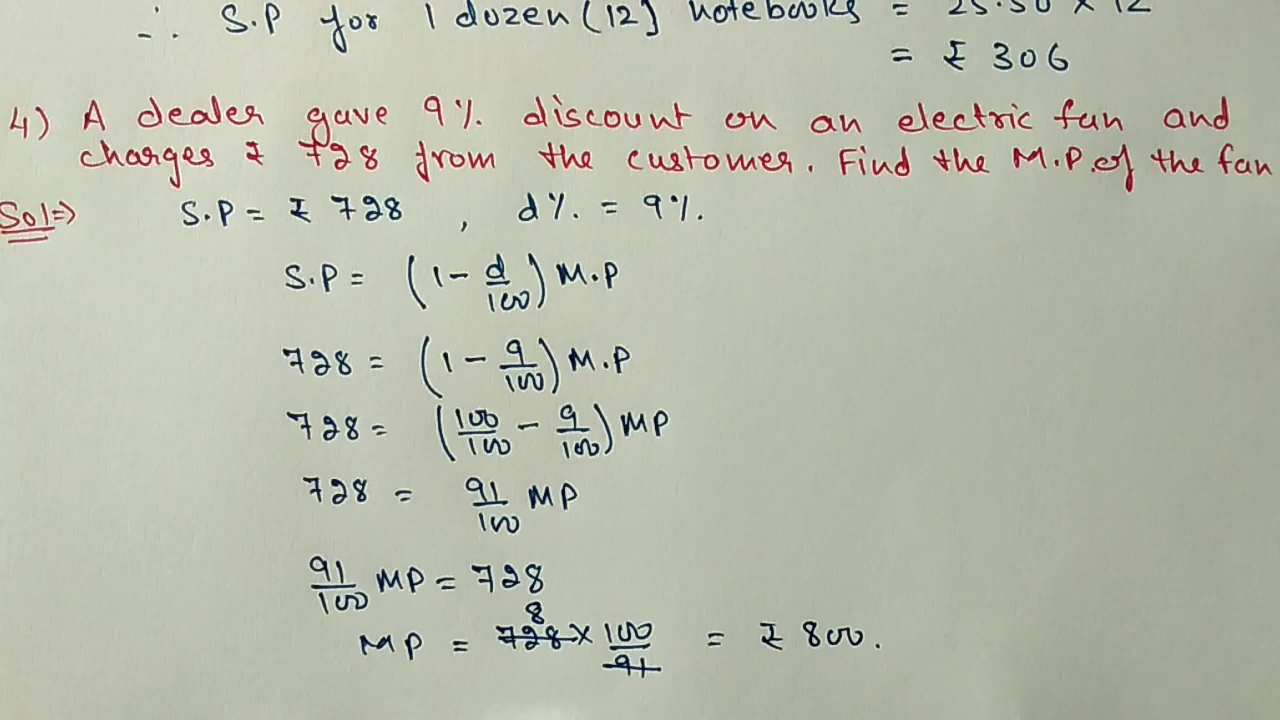 ∴ S.P for 1 dozen (12] notebooks = 25.50 × 12
= ₹ 306
4) A dealer gave 9% discount on an electric fan and
charges ₹ 728 from the customer. Find the M.P. of the fan
Sol=> S.P = ₹ 728 , d% = 9%.
S.P = (1 - d/100) M.P
728 = (1 - 9/100) M.P
728 = (100/100 - 9/100) MP
728 = 91/100 MP
91/100 MP = 728
8
MP = 728 × 100/91 = ₹ 800.